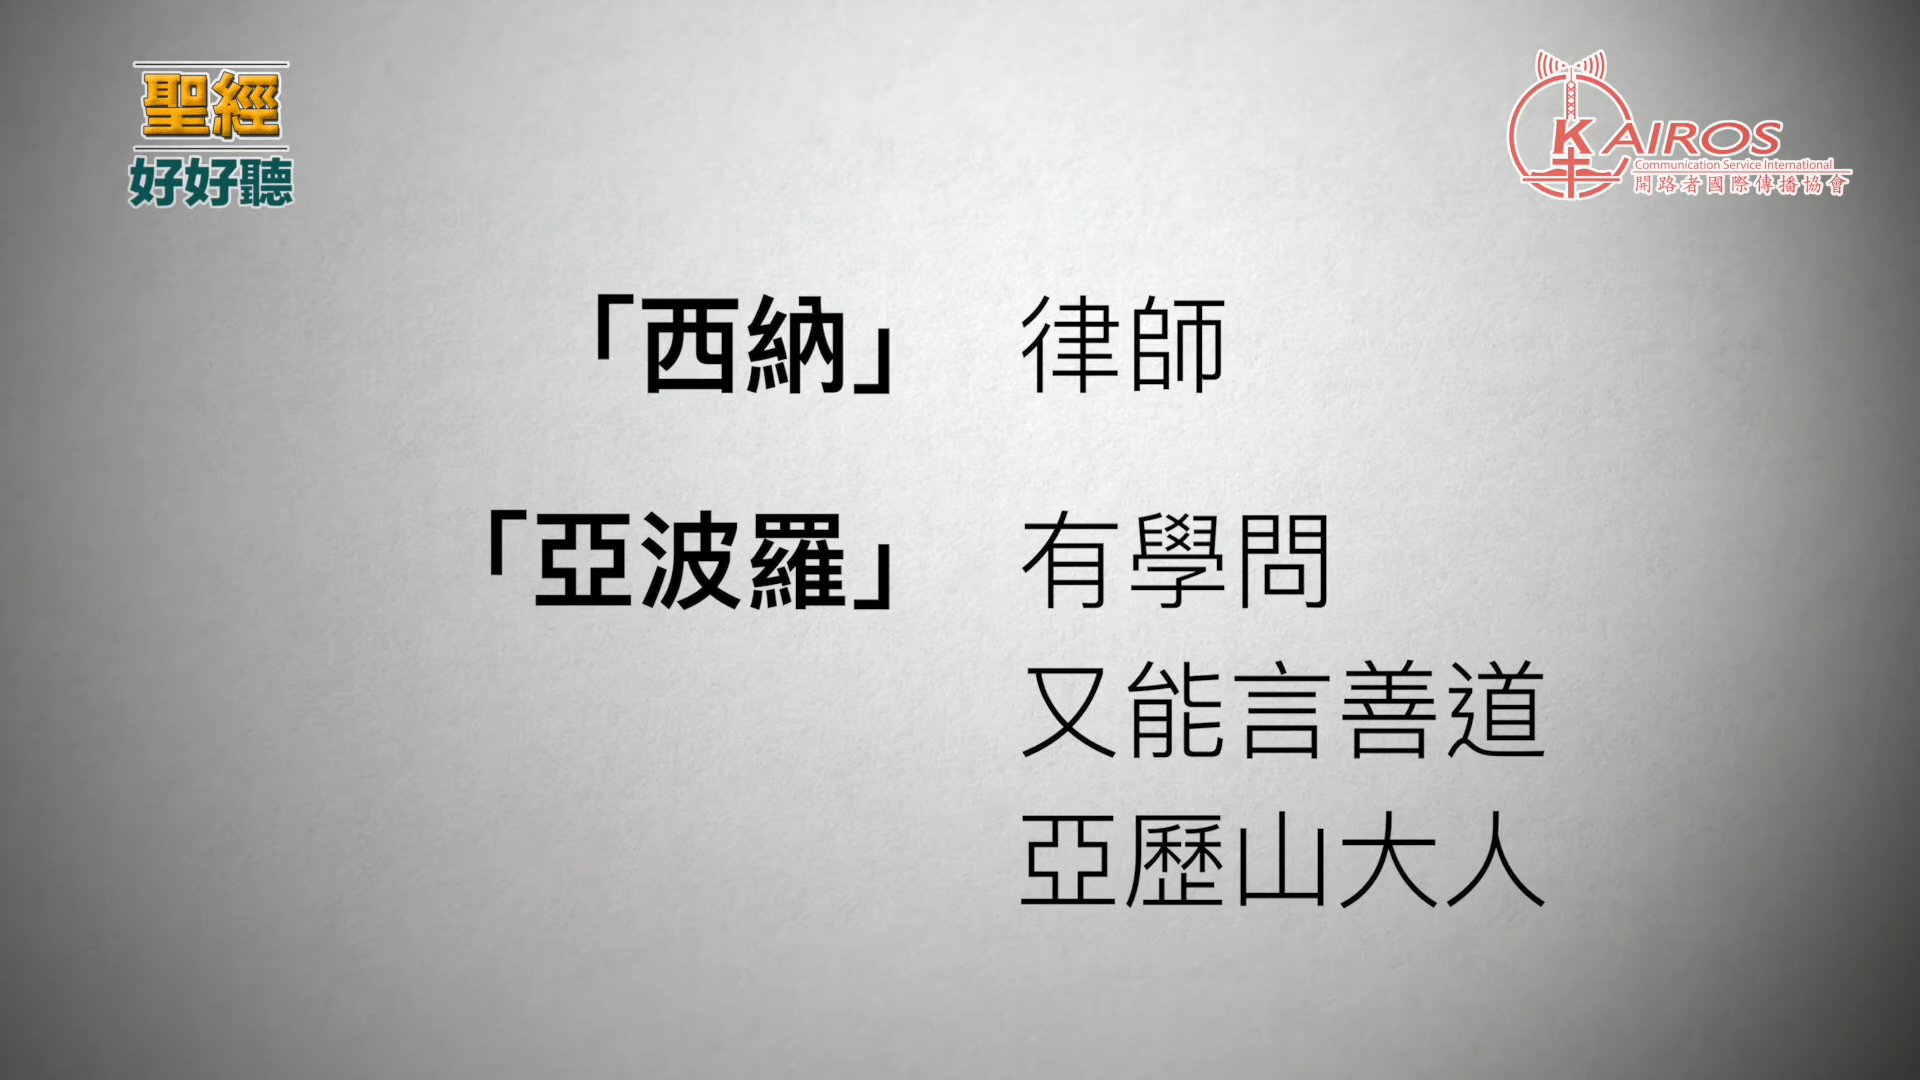 聖經
好好聽
KAIROS
Communication Service International
開路者國際傳播協會
「西納」 律師
「亞波羅」 有學問
又能言善道
亞歷山大人